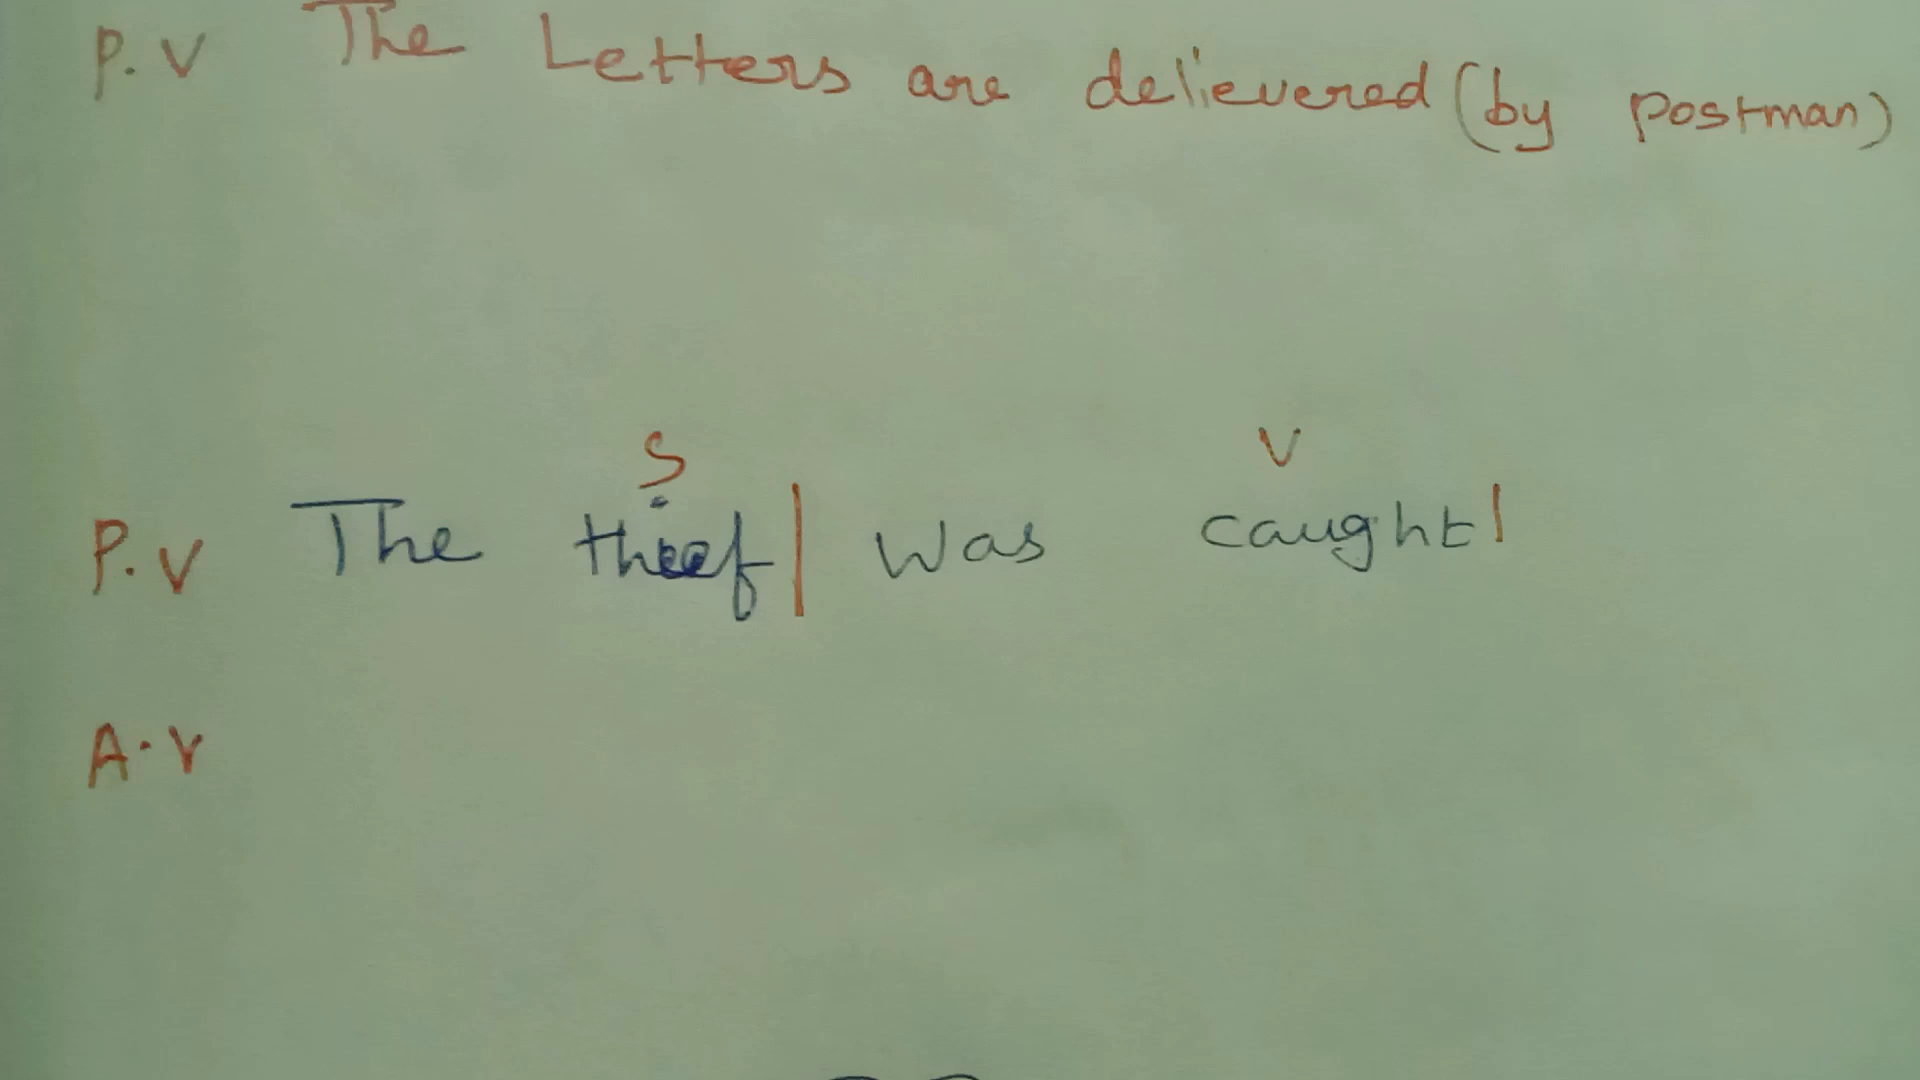 P.V The Letters are delievered (by postman)
S V
P.V The thief | was caught |
A.V